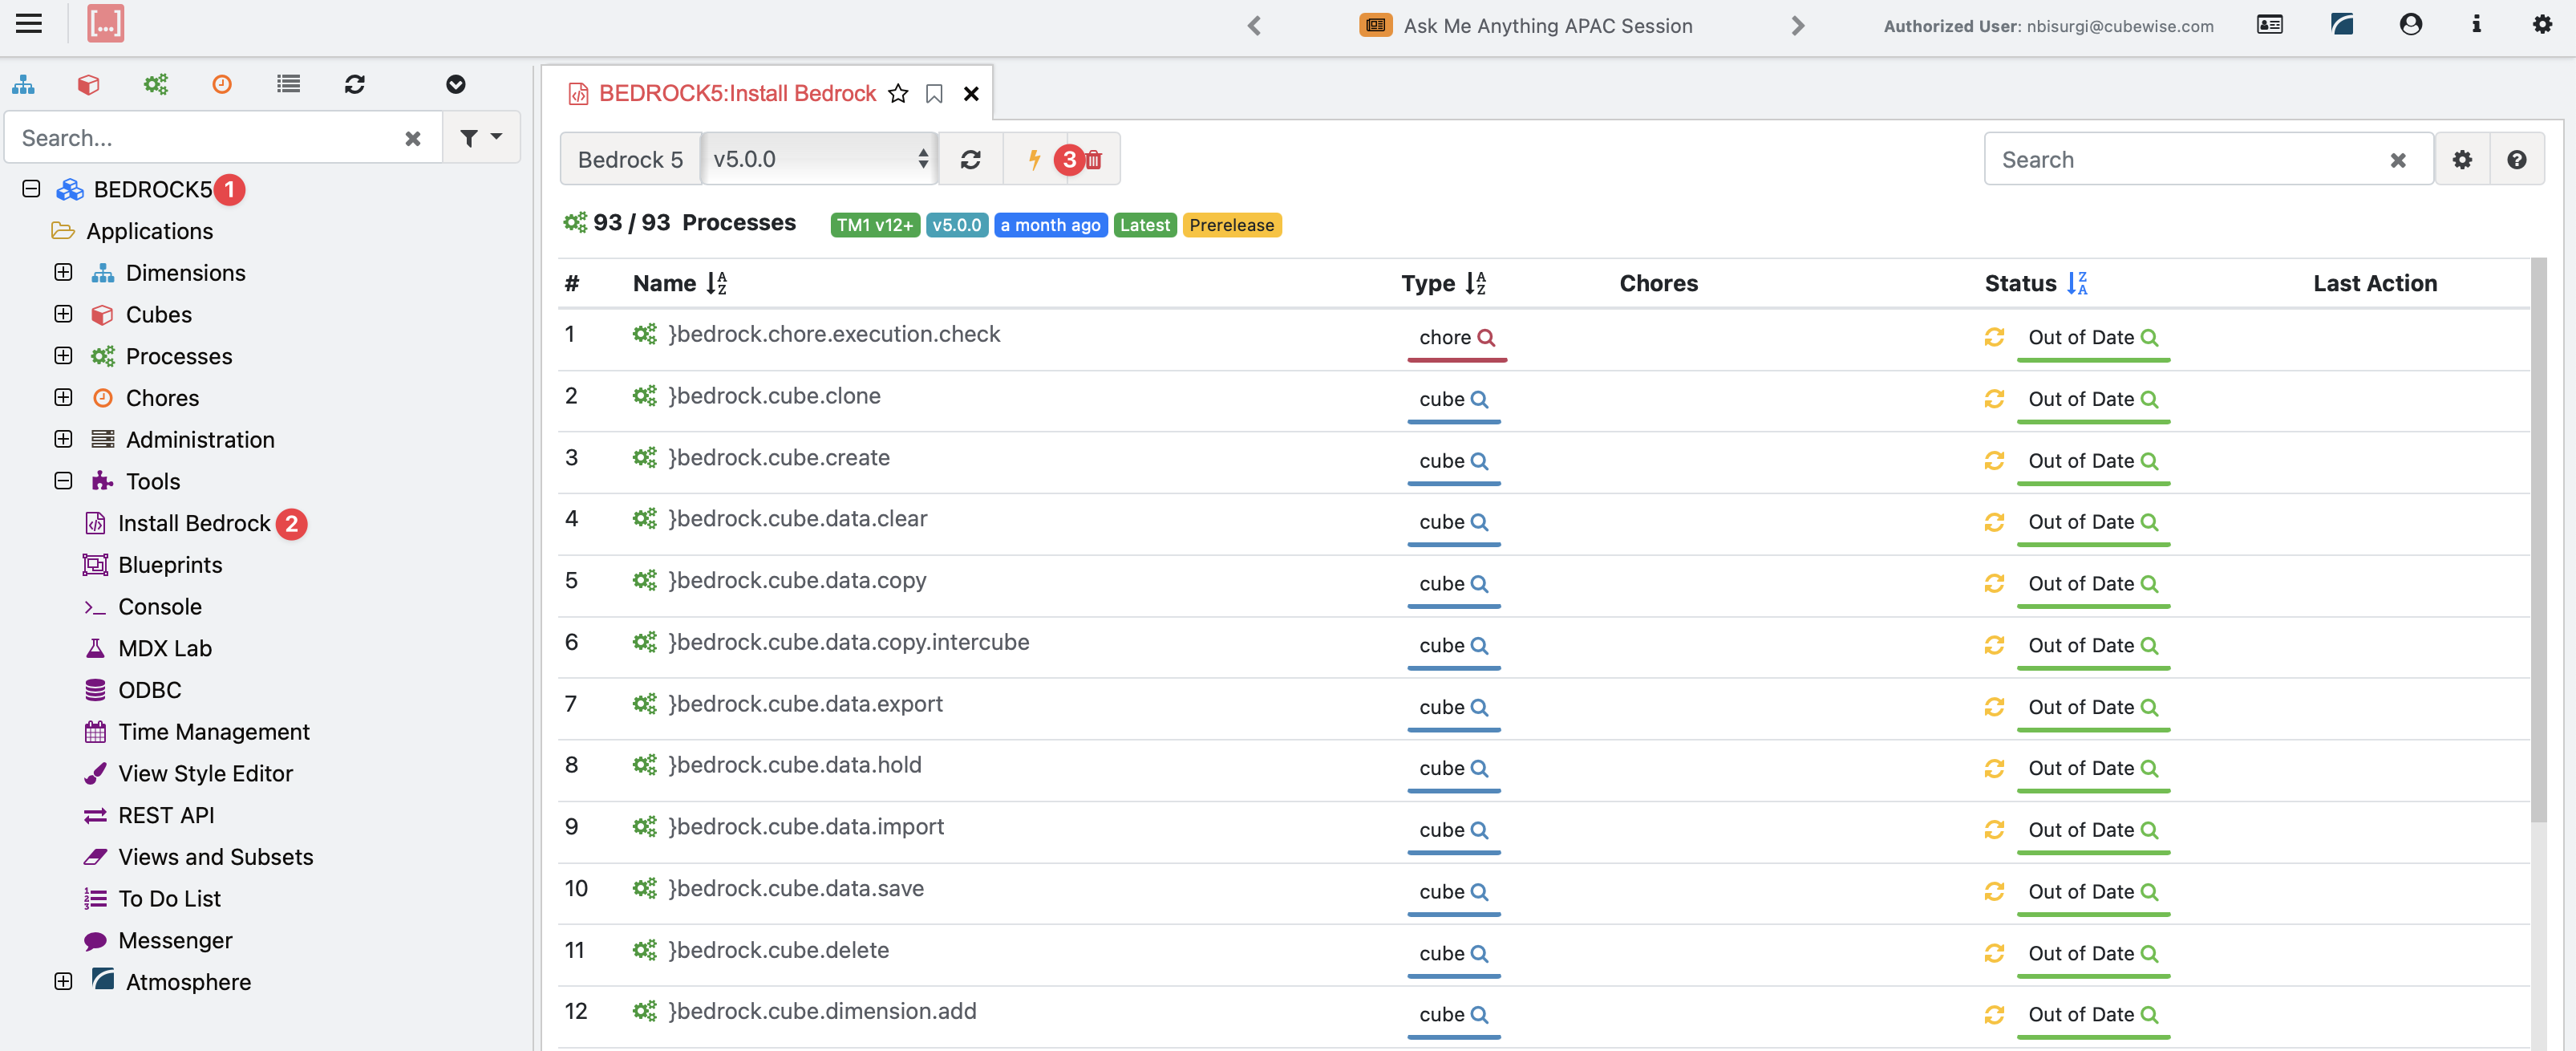 [...]
Ask Me Anything APAC Session
Authorized User: nbisurgi@cubewise.com
Search...
BEDROCK5 1
Applications
Dimensions
Cubes
Processes
Chores
Administration
Tools
Install Bedrock 2
Blueprints
Console
MDX Lab
ODBC
Time Management
View Style Editor
REST API
Views and Subsets
To Do List
Messenger
Atmosphere
BEDROCK5:Install Bedrock
Bedrock 5 v5.0.0 3
Search
93 / 93 Processes TM1 v12+ v5.0.0 a month ago Latest Prerelease
# Name Type Chores Status Last Action
1 }bedrock.chore.execution.check chore Out of Date
2 }bedrock.cube.clone cube Out of Date
3 }bedrock.cube.create cube Out of Date
4 }bedrock.cube.data.clear cube Out of Date
5 }bedrock.cube.data.copy cube Out of Date
6 }bedrock.cube.data.copy.intercube cube Out of Date
7 }bedrock.cube.data.export cube Out of Date
8 }bedrock.cube.data.hold cube Out of Date
9 }bedrock.cube.data.import cube Out of Date
10 }bedrock.cube.data.save cube Out of Date
11 }bedrock.cube.delete cube Out of Date
12 }bedrock.cube.dimension.add cube Out of Date